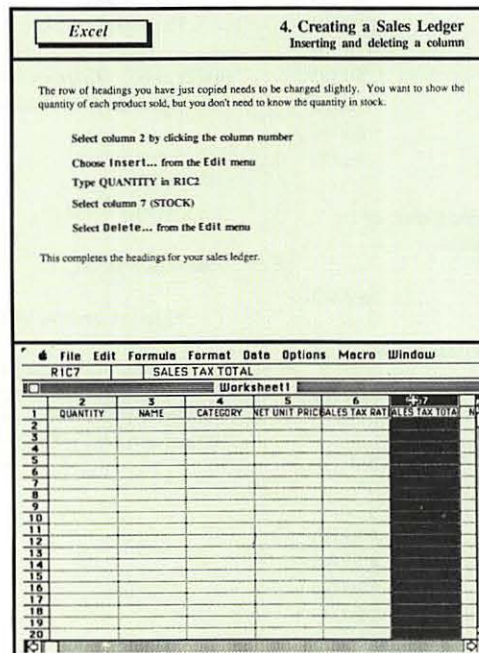 Excel
4. Creating a Sales Ledger
Inserting and deleting a column
The row of headings you have just copied needs to be changed slightly. You want to show the
quantity of each product sold, but you don't need to know the quantity in stock.
Select column 2 by clicking the column number
Choose Insert... from the Edit menu
Type QUANTITY in R1C2
Select column 7 (STOCK)
Select Delete... from the Edit menu
This completes the headings for your sales ledger.
File Edit Formula Format Data Options Macro Window
R1C7 SALES TAX TOTAL
Worksheet1
2 3 4 5 6 7
1 QUANTITY NAME CATEGORY NET UNIT PRIC SALES TAX RAT ALES TAX TOTA N
2
3
4
5
6
7
8
9
10
11
12
13
14
15
16
17
18
19
20